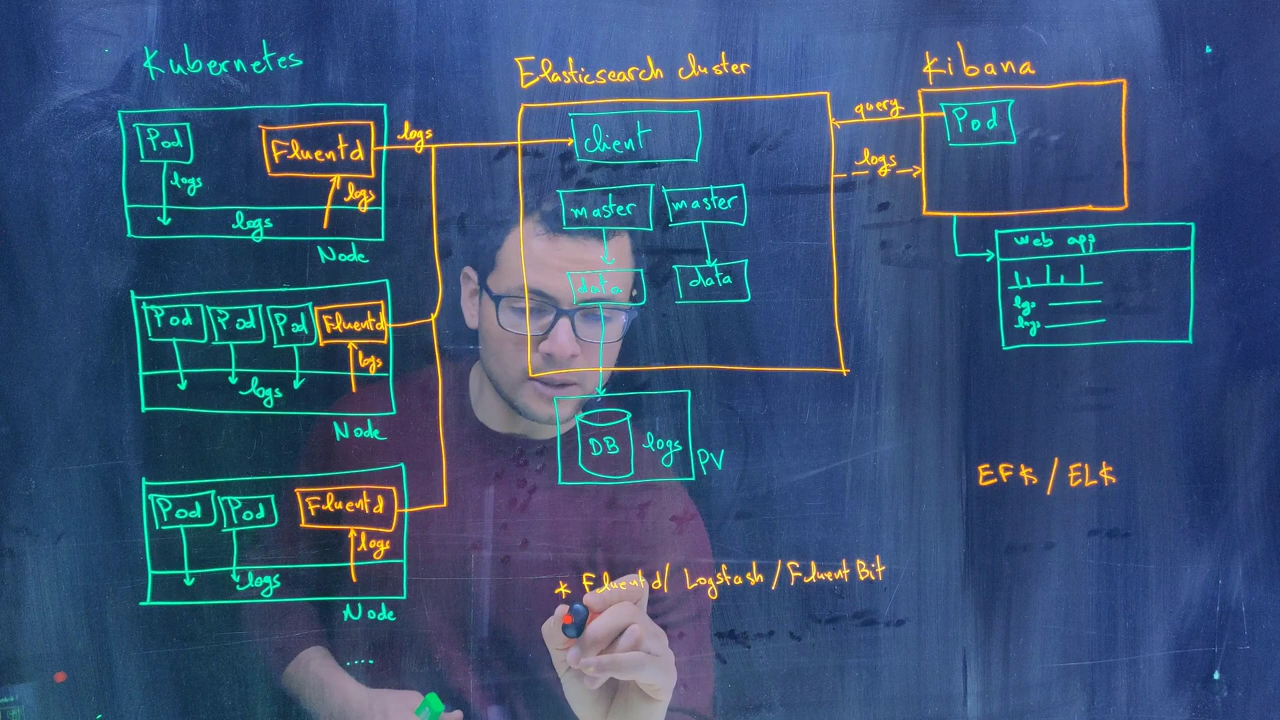 Kubernetes
Pod
Fluentd
logs
logs
logs
Node
Pod
Pod
Pod
Fluentd
logs
logs
Node
Pod
Pod
Fluentd
logs
logs
Node
....
logs
Elasticsearch cluster
client
master
master
data
data
DB
logs
PV
query
logs
Kibana
Pod
web app
logs
logs
EFK / ELK
* Fluentd / Logstash / Fluent Bit